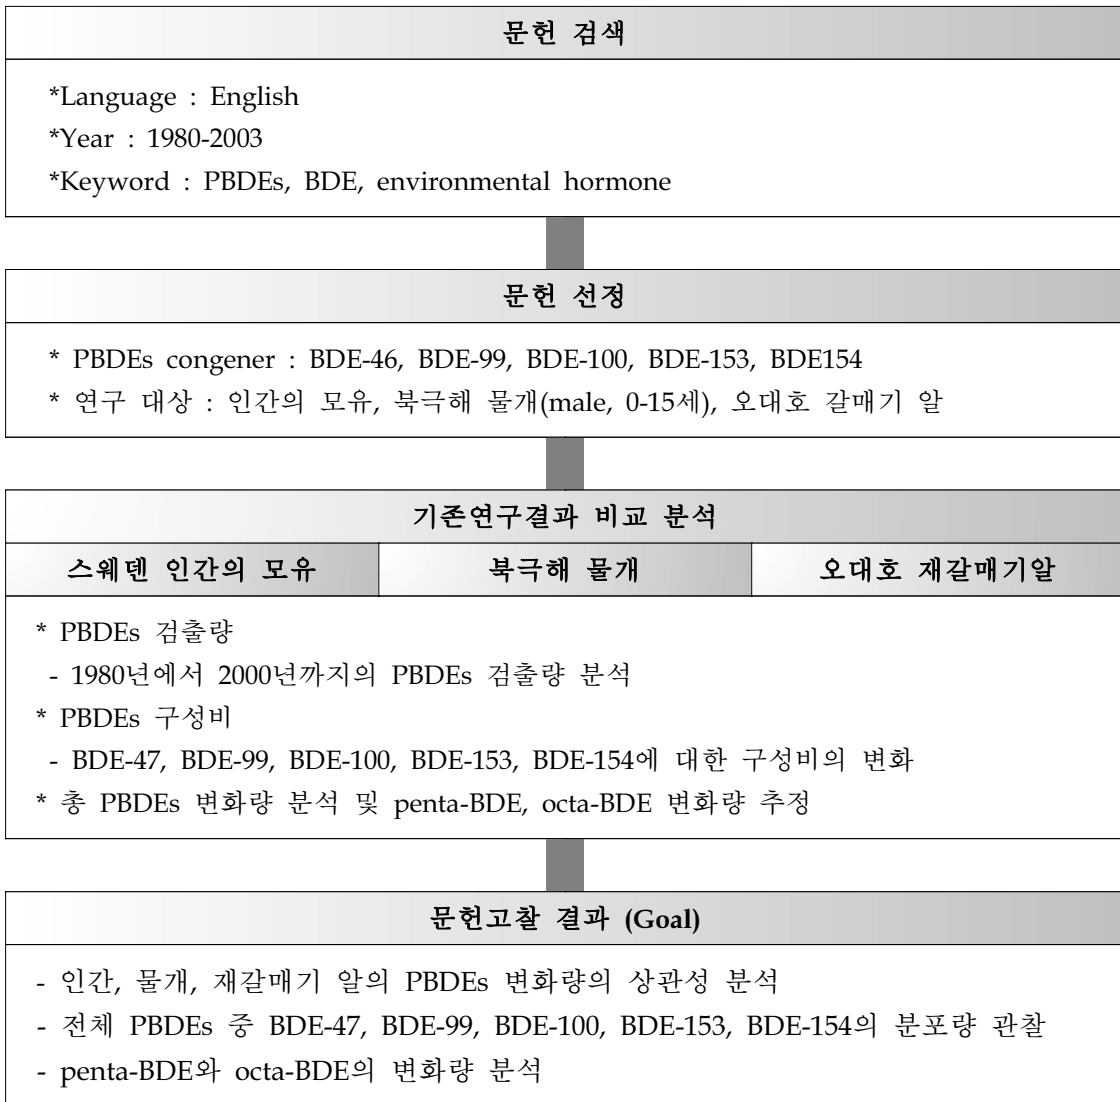 문헌 검색
*Language : English
*Year : 1980-2003
*Keyword : PBDEs, BDE, environmental hormone
문헌 선정
* PBDEs congener : BDE-46, BDE-99, BDE-100, BDE-153, BDE154
* 연구 대상 : 인간의 모유, 북극해 물개(male, 0-15세), 오대호 갈매기 알
기존연구결과 비교 분석
스웨덴 인간의 모유
북극해 물개
오대호 재갈매기알
* PBDEs 검출량
- 1980년에서 2000년까지의 PBDEs 검출량 분석
* PBDEs 구성비
- BDE-47, BDE-99, BDE-100, BDE-153, BDE-154에 대한 구성비의 변화
* 총 PBDEs 변화량 분석 및 penta-BDE, octa-BDE 변화량 추정
문헌고찰 결과 (Goal)
- 인간, 물개, 재갈매기 알의 PBDEs 변화량의 상관성 분석
- 전체 PBDEs 중 BDE-47, BDE-99, BDE-100, BDE-153, BDE-154의 분포량 관찰
- penta-BDE와 octa-BDE의 변화량 분석